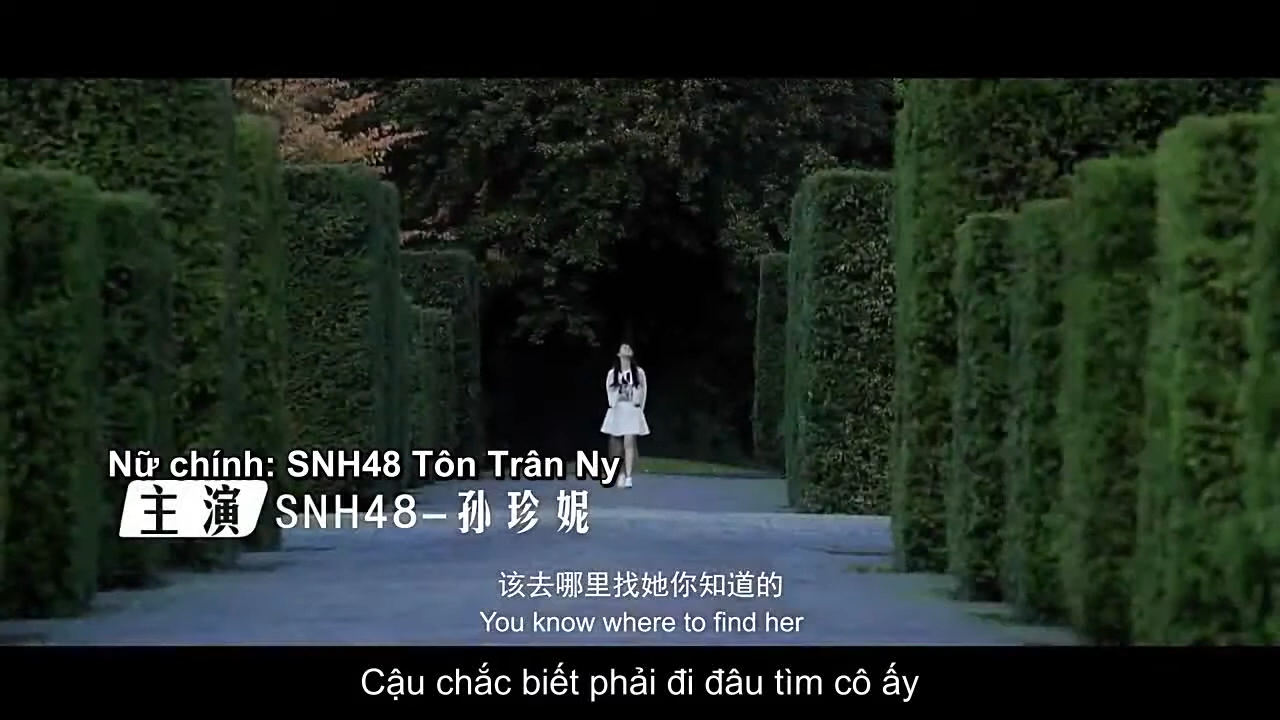 Nữ chính: SNH48 Tôn Trân Ny
主演 SNH48-孙珍妮
该去哪里找她你知道的
You know where to find her
Cậu chắc biết phải đi đâu tìm cô ấy